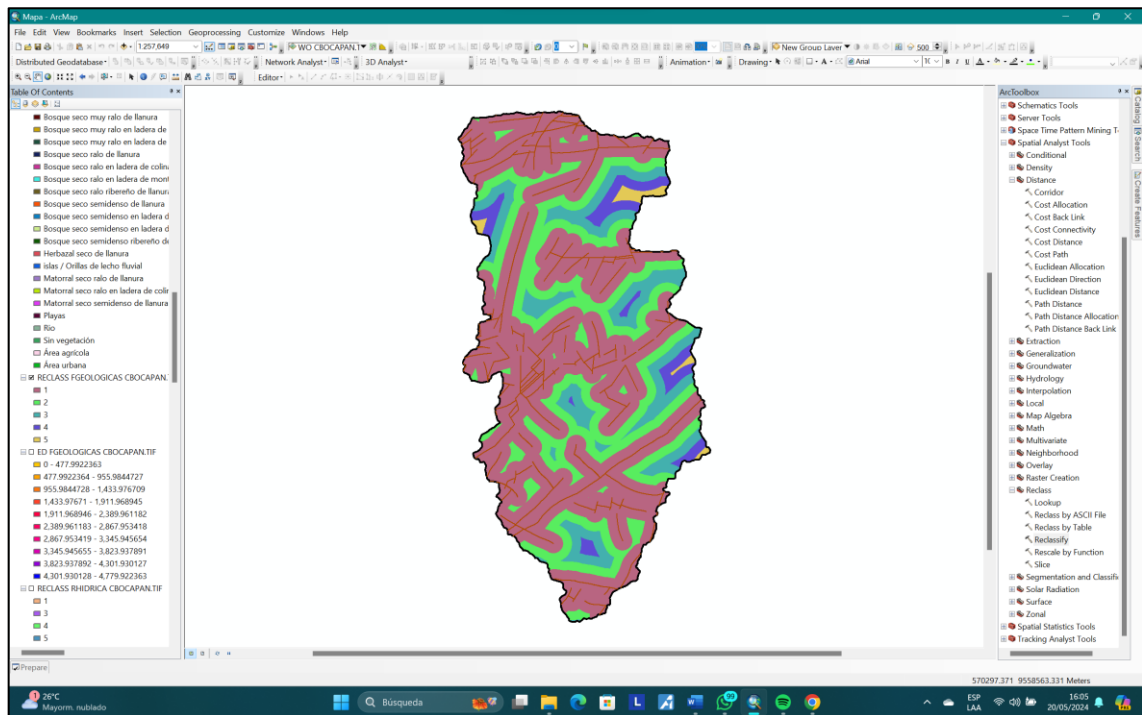 Mapa - ArcMap
File Edit View Bookmarks Insert Selection Geoprocessing Customize Windows Help
1:257,649
WO CBOCAPAN.T
New Group Layer
500
Distributed Geodatabase
Network Analyst
3D Analyst
Animation
Drawing
Arial
10
B I U
Editor
Table Of Contents
Bosque seco muy ralo de llanura
Bosque seco muy ralo en ladera de
Bosque seco muy ralo en ladera de
Bosque seco ralo de llanura
Bosque seco ralo en ladera de colina
Bosque seco ralo en ladera de mont
Bosque seco ralo ribereño de llanura
Bosque seco semidenso de llanura
Bosque seco semidenso en ladera d
Bosque seco semidenso en ladera d
Bosque seco semidenso ribereño de
Herbazal seco de llanura
islas / Orillas de lecho fluvial
Matorral seco ralo de llanura
Matorral seco ralo en ladera de colir
Matorral seco semidenso de llanura
Playas
Rio
Sin vegetación
Área agrícola
Área urbana
RECLASS FGEOLOGICAS CBOCAPAN.
1
2
3
4
5
ED FGEOLOGICAS CBOCAPAN.TIF
0 - 477.9922363
477.9922364 - 955.9844727
955.9844728 - 1,433.976709
1,433.97671 - 1,911.968945
1,911.968946 - 2,389.961182
2,389.961183 - 2,867.953418
2,867.953419 - 3,345.945654
3,345.945655 - 3,823.937891
3,823.937892 - 4,301.930127
4,301.930128 - 4,779.922363
RECLASS RHIDRICA CBOCAPAN.TIF
1
3
4
5
Prepare
ArcToolbox
Schematics Tools
Server Tools
Space Time Pattern Mining T
Spatial Analyst Tools
Conditional
Density
Distance
Corridor
Cost Allocation
Cost Back Link
Cost Connectivity
Cost Distance
Cost Path
Euclidean Allocation
Euclidean Direction
Euclidean Distance
Path Distance
Path Distance Allocation
Path Distance Back Link
Extraction
Generalization
Groundwater
Hydrology
Interpolation
Local
Map Algebra
Math
Multivariate
Neighborhood
Overlay
Raster Creation
Reclass
Lookup
Reclass by ASCII File
Reclass by Table
Reclassify
Rescale by Function
Slice
Segmentation and Classifi
Solar Radiation
Surface
Zonal
Spatial Statistics Tools
Tracking Analyst Tools
Catalog
Search
Create Features
570297.371 9558563.331 Meters
1
26°C
Mayorm. nublado
Búsqueda
99
ESP
LAA
16:05
20/05/2024